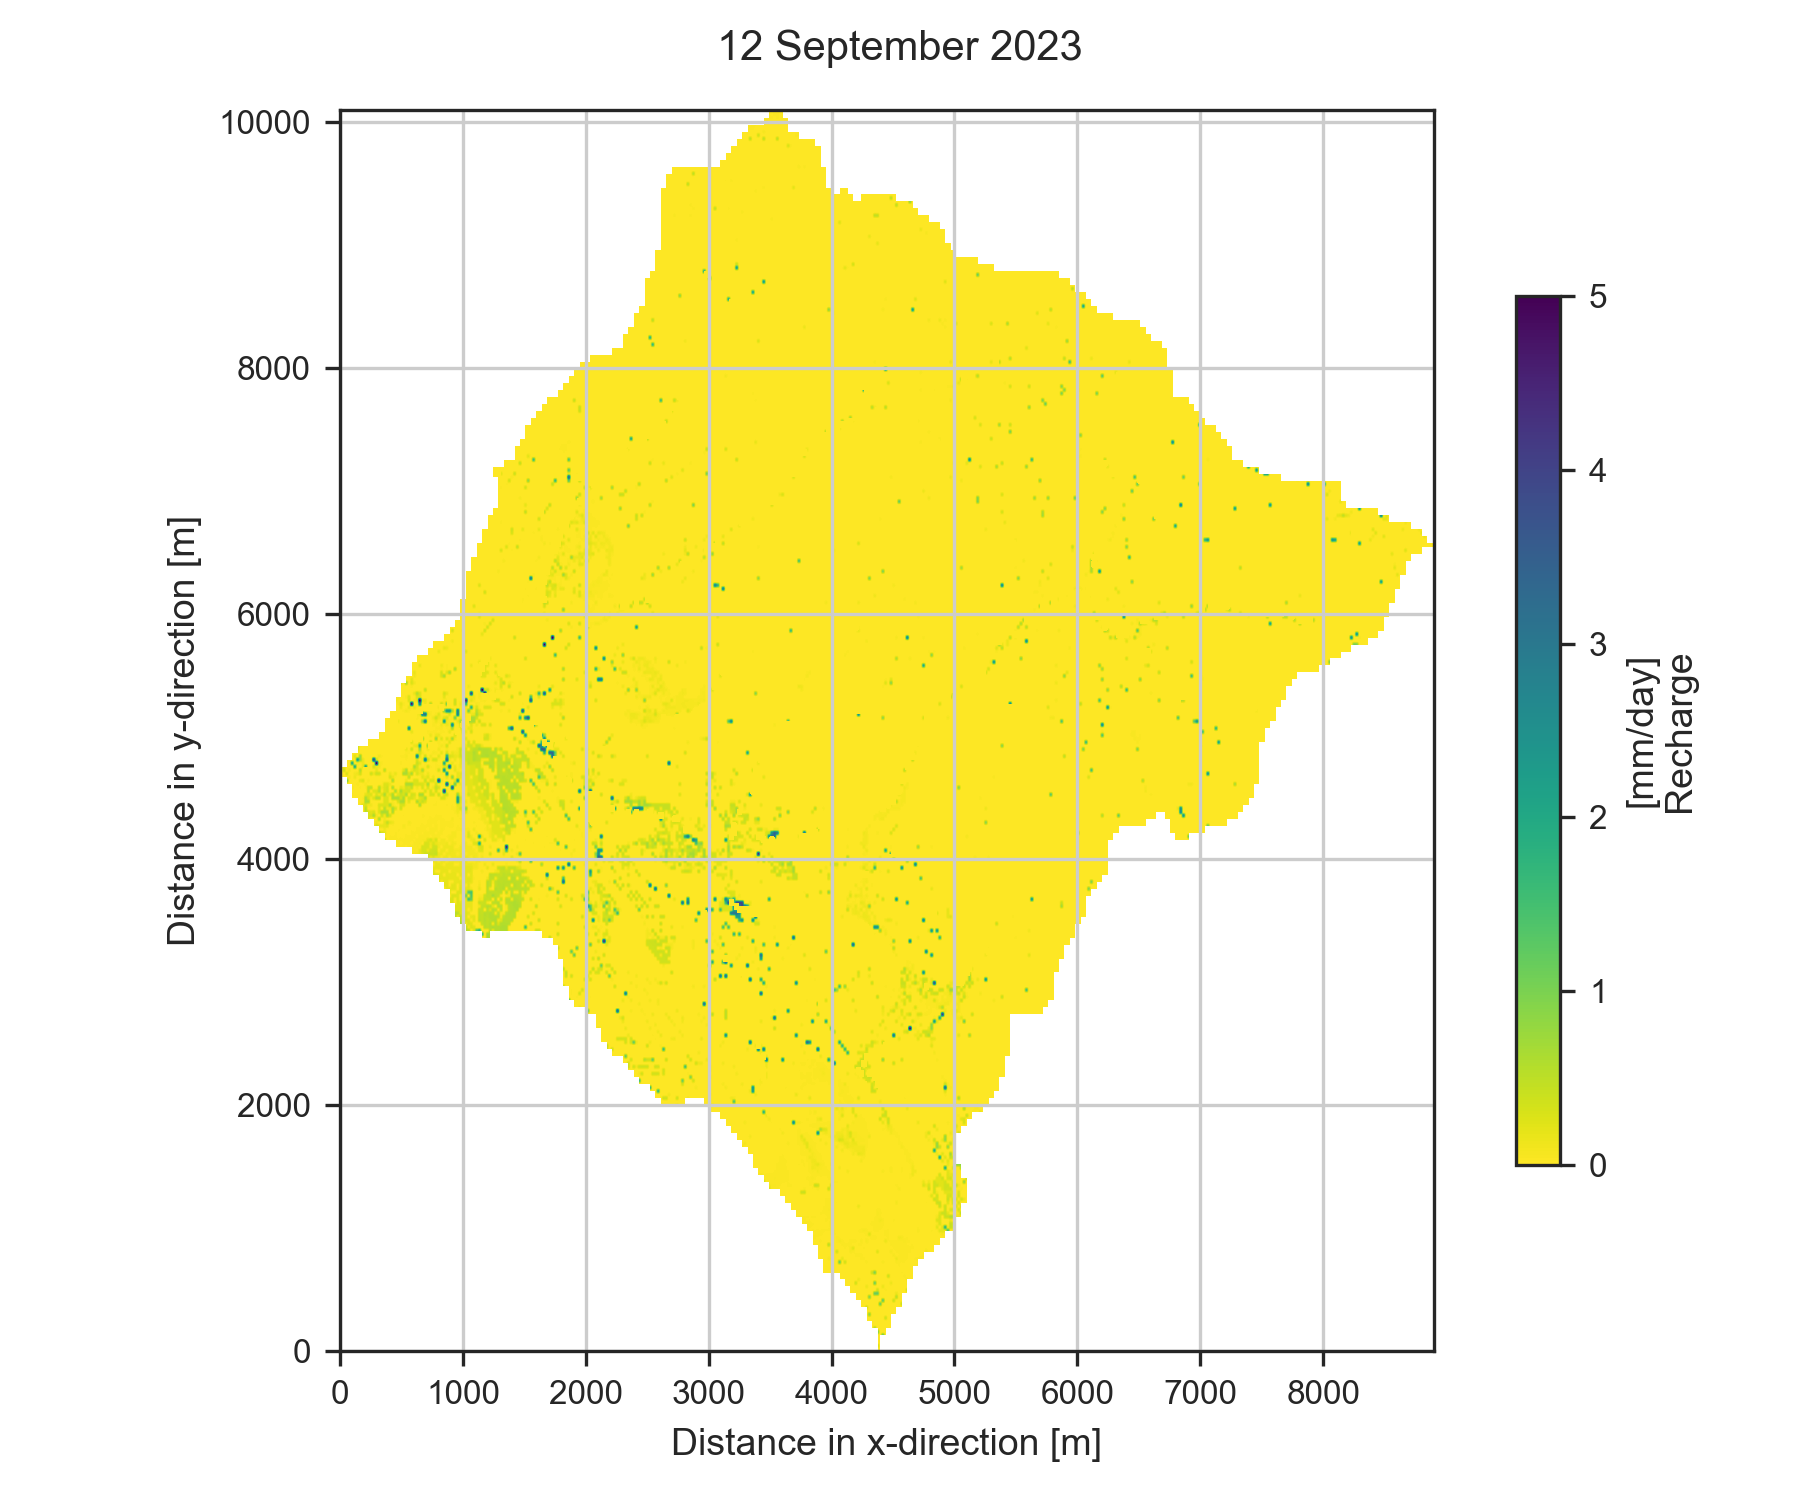 12 September 2023
10000
8000
6000
4000
2000
0
Distance in y-direction [m]
0 1000 2000 3000 4000 5000 6000 7000 8000
Distance in x-direction [m]
5
4
3
2
1
0
[mm/day]
Recharge